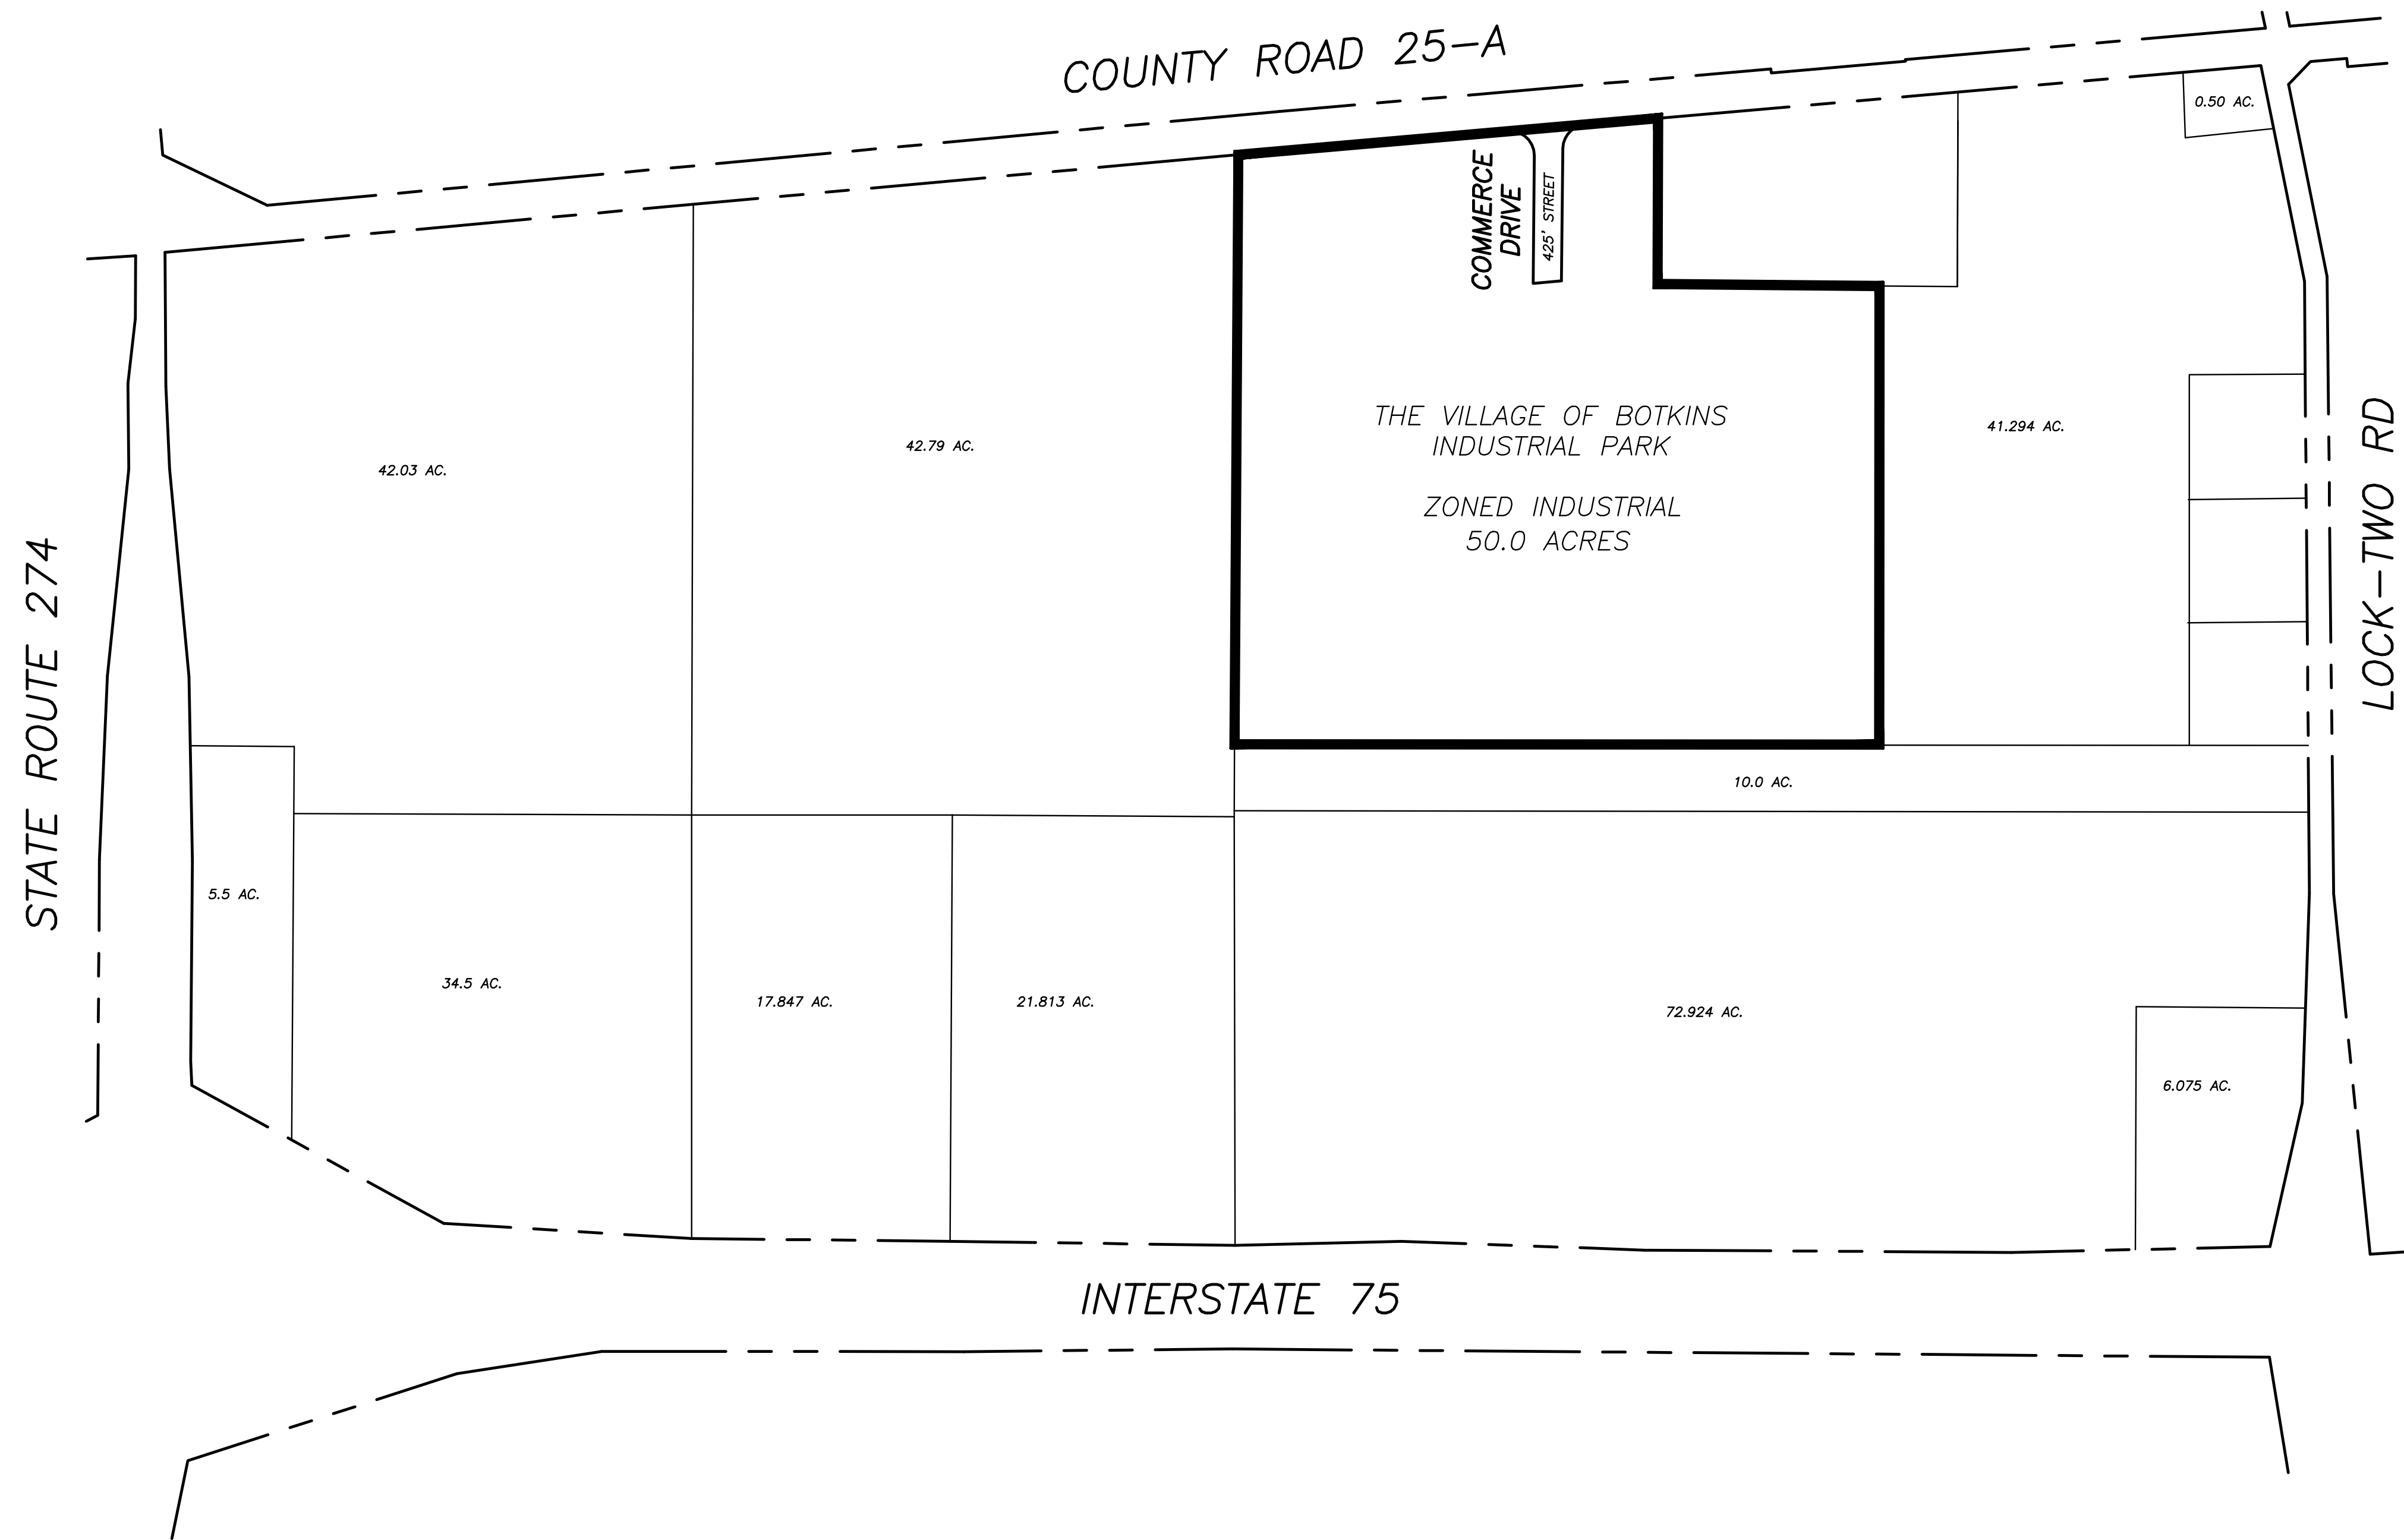 COUNTY ROAD 25-A
0.50 AC.
COMMERCE
DRIVE
425' STREET
THE VILLAGE OF BOTKINS
INDUSTRIAL PARK
ZONED INDUSTRIAL
50.0 ACRES
42.03 AC.
42.79 AC.
41.294 AC.
LOCK-TWO RD
STATE ROUTE 274
10.0 AC.
5.5 AC.
34.5 AC.
17.847 AC.
21.813 AC.
72.924 AC.
6.075 AC.
INTERSTATE 75